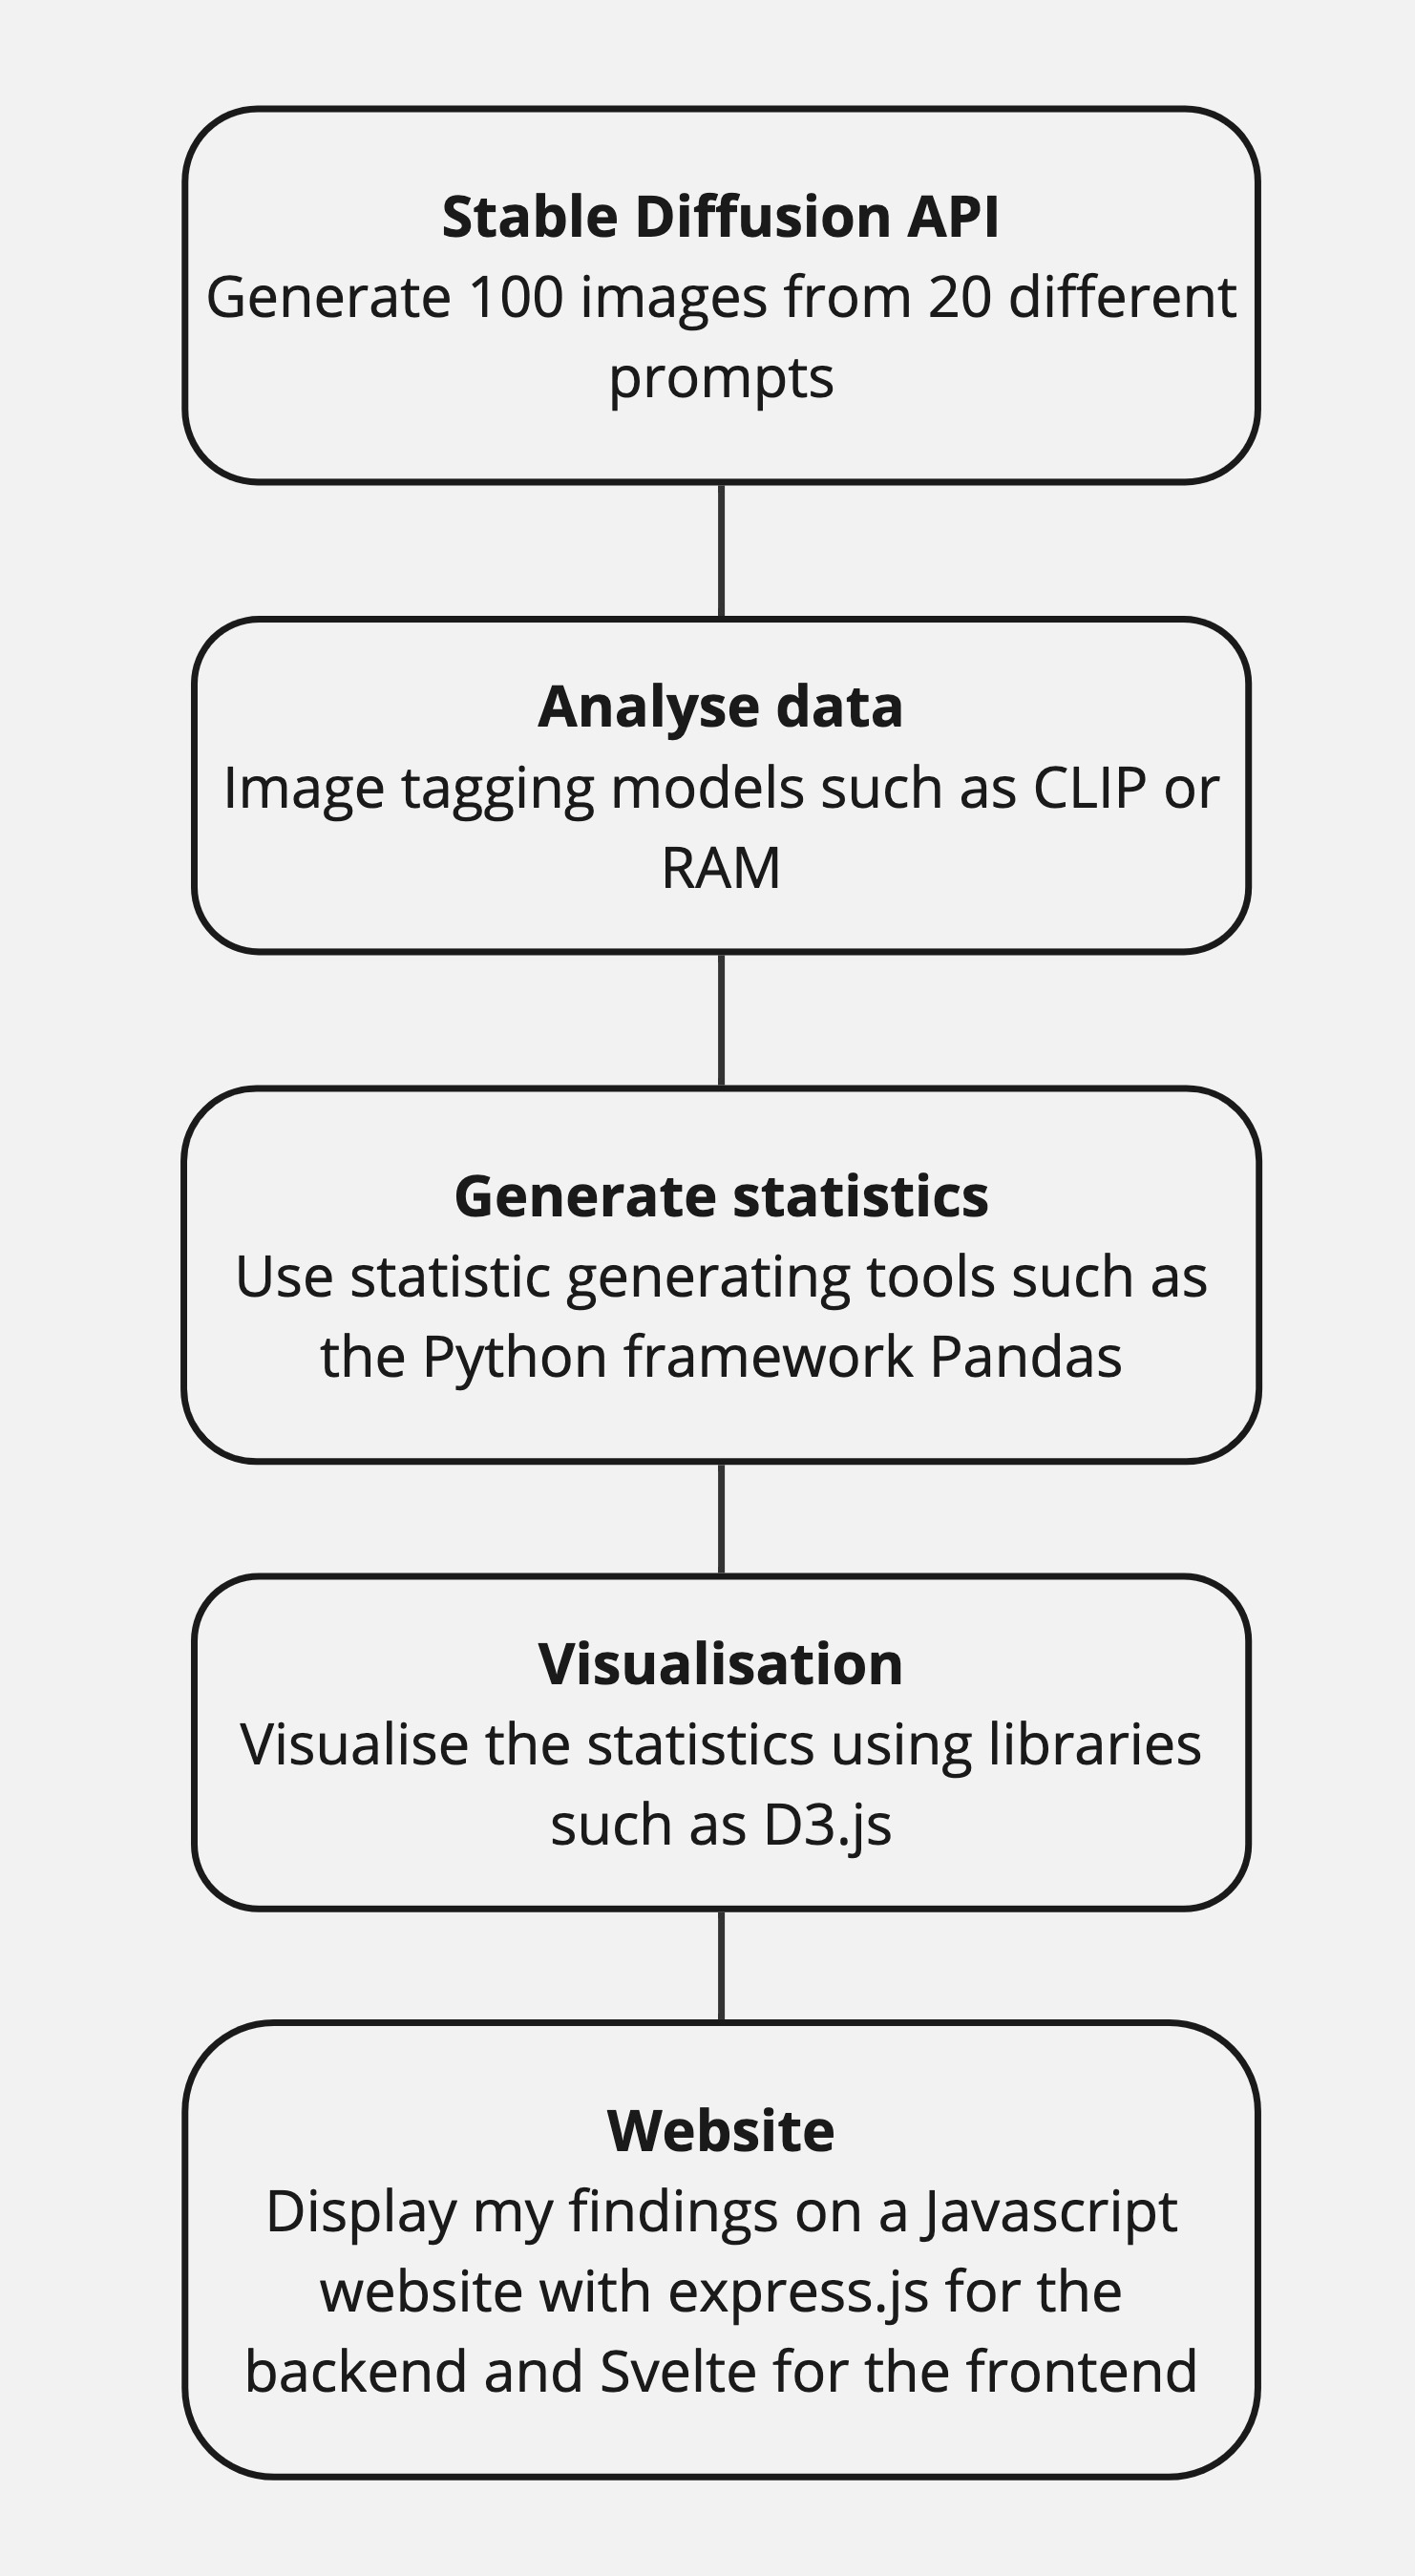 Stable Diffusion API
Generate 100 images from 20 different
prompts
Analyse data
Image tagging models such as CLIP or
RAM
Generate statistics
Use statistic generating tools such as
the Python framework Pandas
Visualisation
Visualise the statistics using libraries
such as D3.js
Website
Display my findings on a Javascript
website with express.js for the
backend and Svelte for the frontend